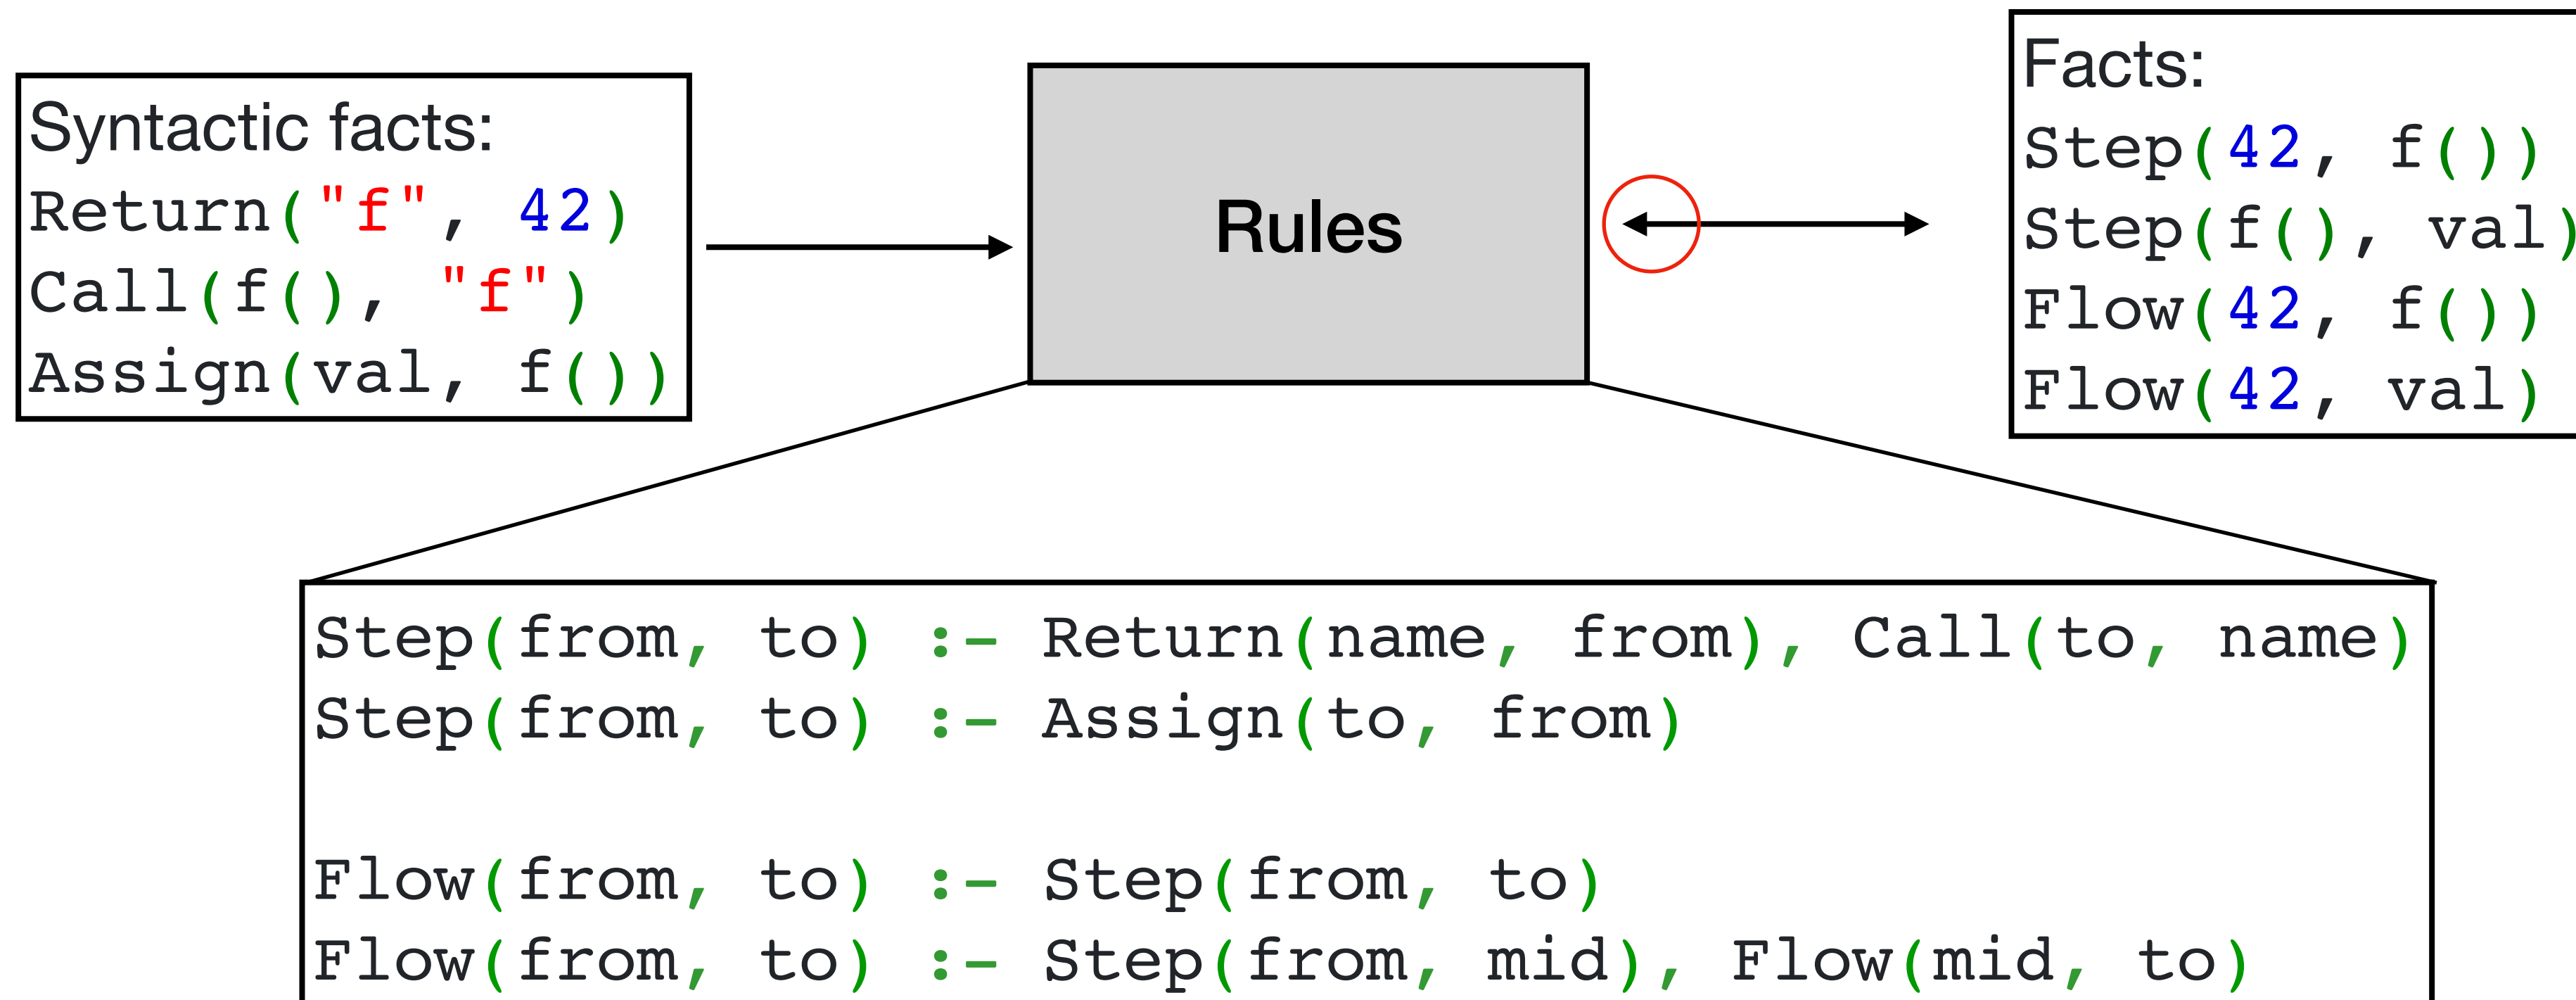 Syntactic facts:
Return("f", 42)
Call(f(), "f")
Assign(val, f())
Rules
Facts:
Step(42, f())
Step(f(), val)
Flow(42, f())
Flow(42, val)
Step(from, to) :- Return(name, from), Call(to, name)
Step(from, to) :- Assign(to, from)
Flow(from, to) :- Step(from, to)
Flow(from, to) :- Step(from, mid), Flow(mid, to)